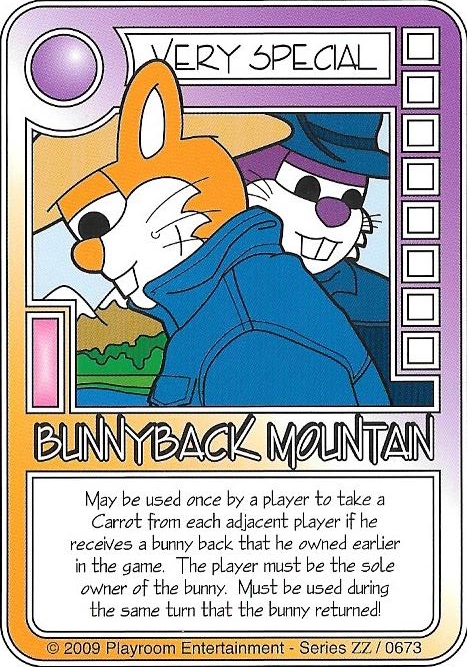 VERY SPECIAL
BUNNYBACK MOUNTAIN
May be used once by a player to take a
Carrot from each adjacent player if he
receives a bunny back that he owned earlier
in the game. The player must be the sole
owner of the bunny. Must be used during
the same turn that the bunny returned!
© 2009 Playroom Entertainment - Series ZZ / 0673